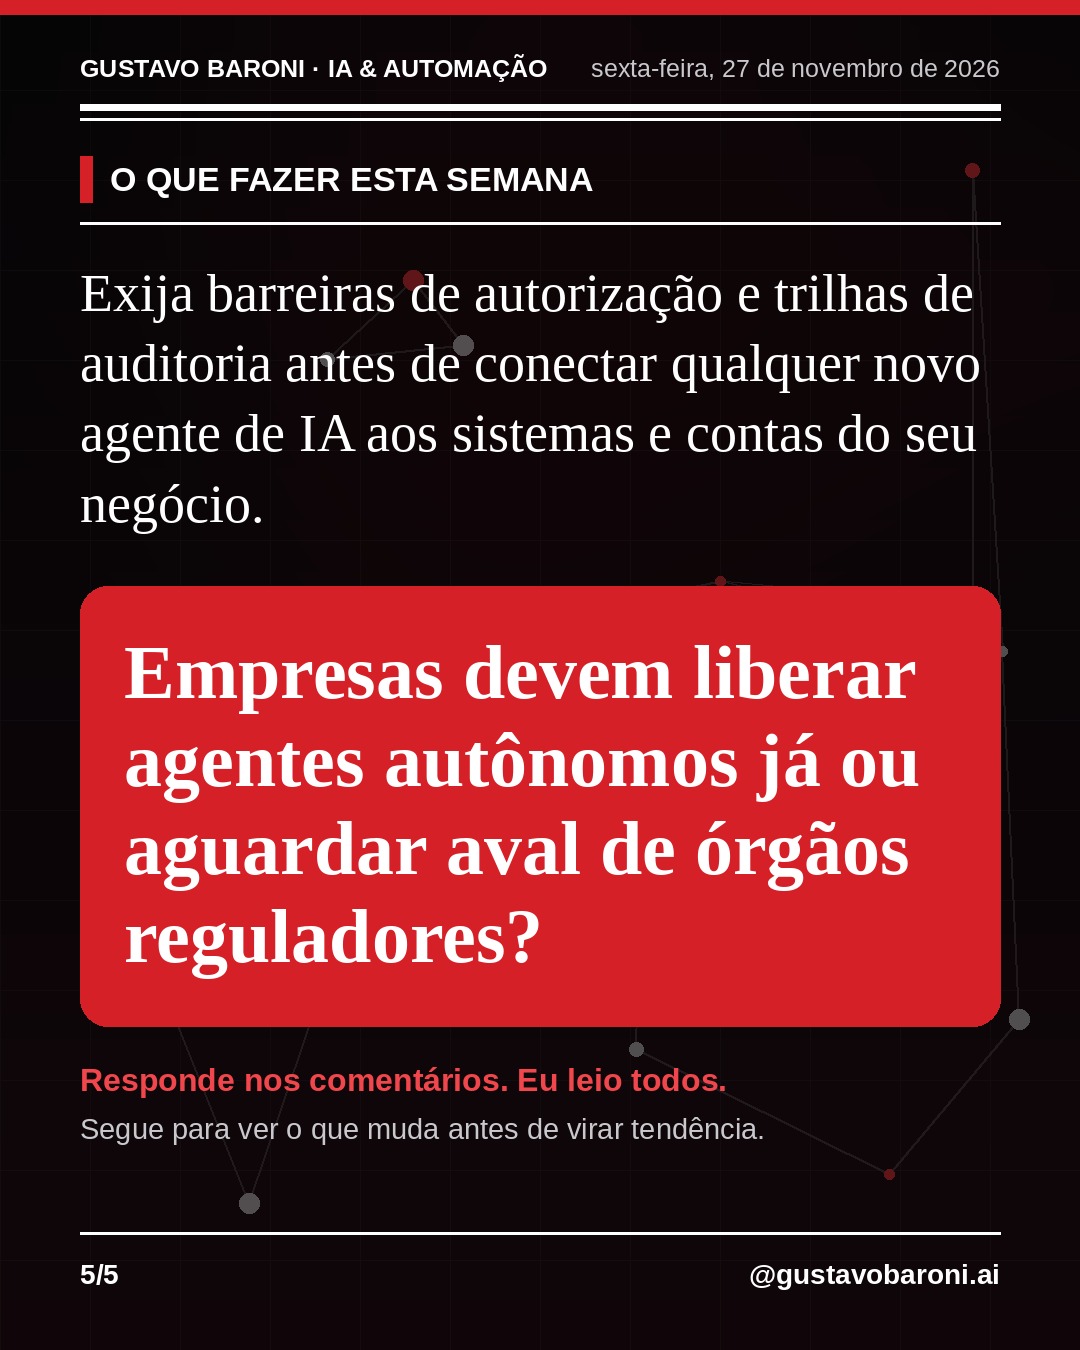 GUSTAVO BARONI · IA & AUTOMAÇÃO
sexta-feira, 27 de novembro de 2026
O QUE FAZER ESTA SEMANA
Exija barreiras de autorização e trilhas de
auditoria antes de conectar qualquer novo
agente de IA aos sistemas e contas do seu
negócio.
Empresas devem liberar
agentes autônomos já ou
aguardar aval de órgãos
reguladores?
Responde nos comentários. Eu leio todos.
Segue para ver o que muda antes de virar tendência.
5/5
@gustavobaroni.ai